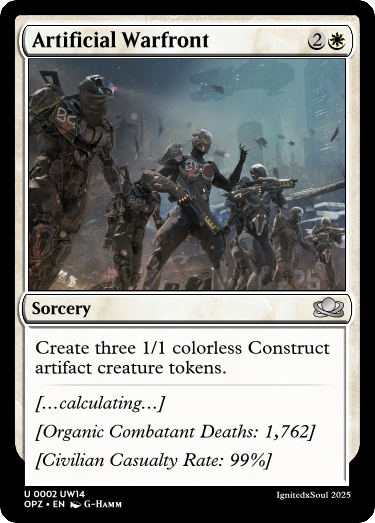 Artificial Warfront 2
Sorcery
Create three 1/1 colorless Construct
artifact creature tokens.
[...calculating...]
[Organic Combatant Deaths: 1,762]
[Civilian Casualty Rate: 99%]
U 0002 UW14
OPZ • EN G-Hamm
IgnitedxSoul 2025